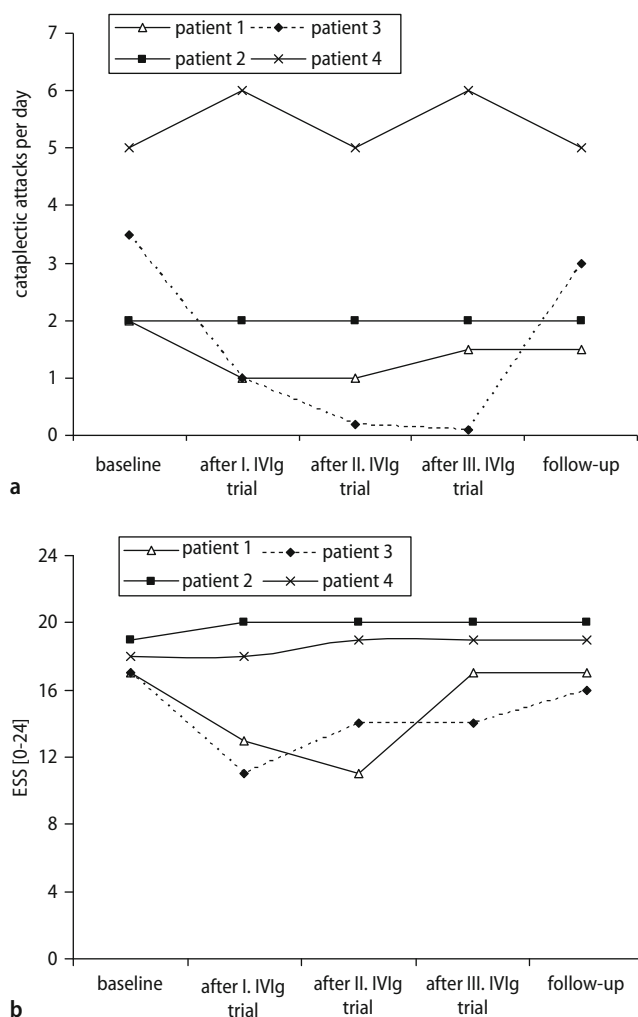 patient 1 patient 3
patient 2 patient 4
7
6
5
4
3
2
1
0
cataplectic attacks per day
baseline after I. IVIg trial after II. IVIg trial after III. IVIg trial follow-up
a
patient 1 patient 3
patient 2 patient 4
24
20
16
12
8
4
0
ESS [0-24]
baseline after I. IVIg trial after II. IVIg trial after III. IVIg trial follow-up
b